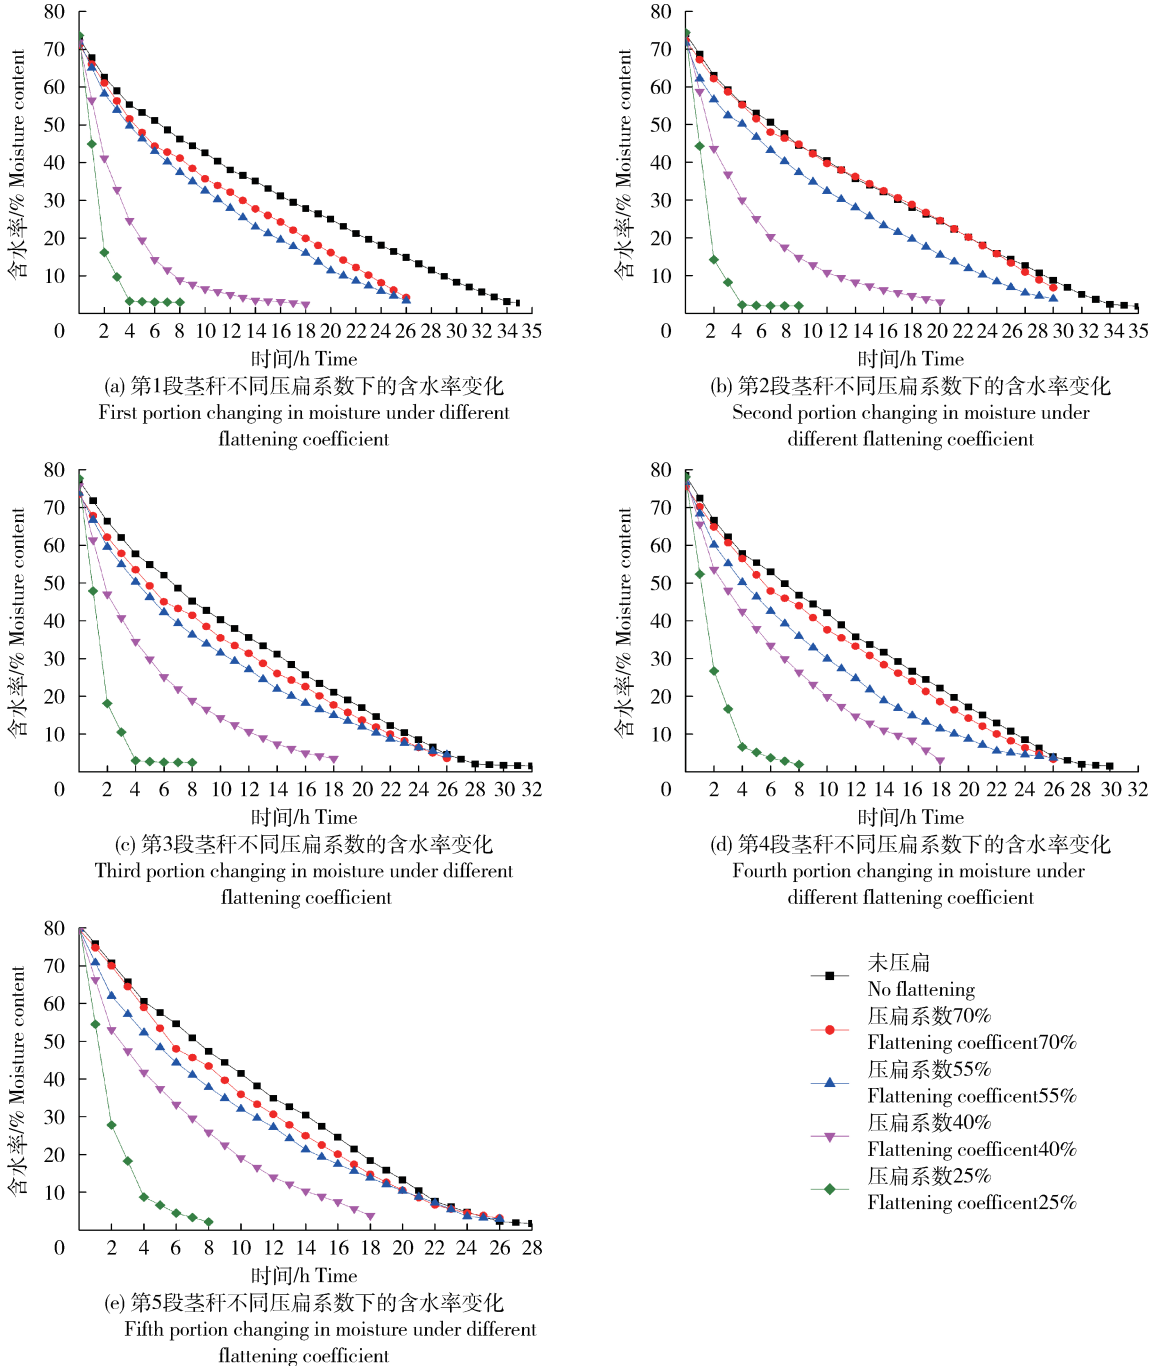 80
70
60
50
40
30
20
10
0
含水率/% Moisture content
2 4 6 8 10 12 14 16 18 20 22 24 26 28 30 32 34 35
时间/h Time
(a) 第1段茎秆不同压扁系数下的含水率变化
First portion changing in moisture under different
flattening coefficient
80
70
60
50
40
30
20
10
0
含水率/% Moisture content
2 4 6 8 10 12 14 16 18 20 22 24 26 28 30 32 34 35
时间/h Time
(b) 第2段茎秆不同压扁系数下的含水率变化
Second portion changing in moisture under
different flattening coefficient
80
70
60
50
40
30
20
10
0
含水率/% Moisture content
2 4 6 8 10 12 14 16 18 20 22 24 26 28 30 32
时间/h Time
(c) 第3段茎秆不同压扁系数的含水率变化
Third portion changing in moisture under different
flattening coefficient
80
70
60
50
40
30
20
10
0
含水率/% Moisture content
2 4 6 8 10 12 14 16 18 20 22 24 26 28 30 32
时间/h Time
(d) 第4段茎秆不同压扁系数下的含水率变化
Fourth portion changing in moisture under
different flattening coefficient
80
70
60
50
40
30
20
10
0
含水率/% Moisture content
2 4 6 8 10 12 14 16 18 20 22 24 26 28
时间/h Time
(e) 第5段茎秆不同压扁系数下的含水率变化
Fifth portion changing in moisture under different
flattening coefficient
未压扁
No flattening
压扁系数70%
Flattening coefficent70%
压扁系数55%
Flattening coefficent55%
压扁系数40%
Flattening coefficent40%
压扁系数25%
Flattening coefficent25%